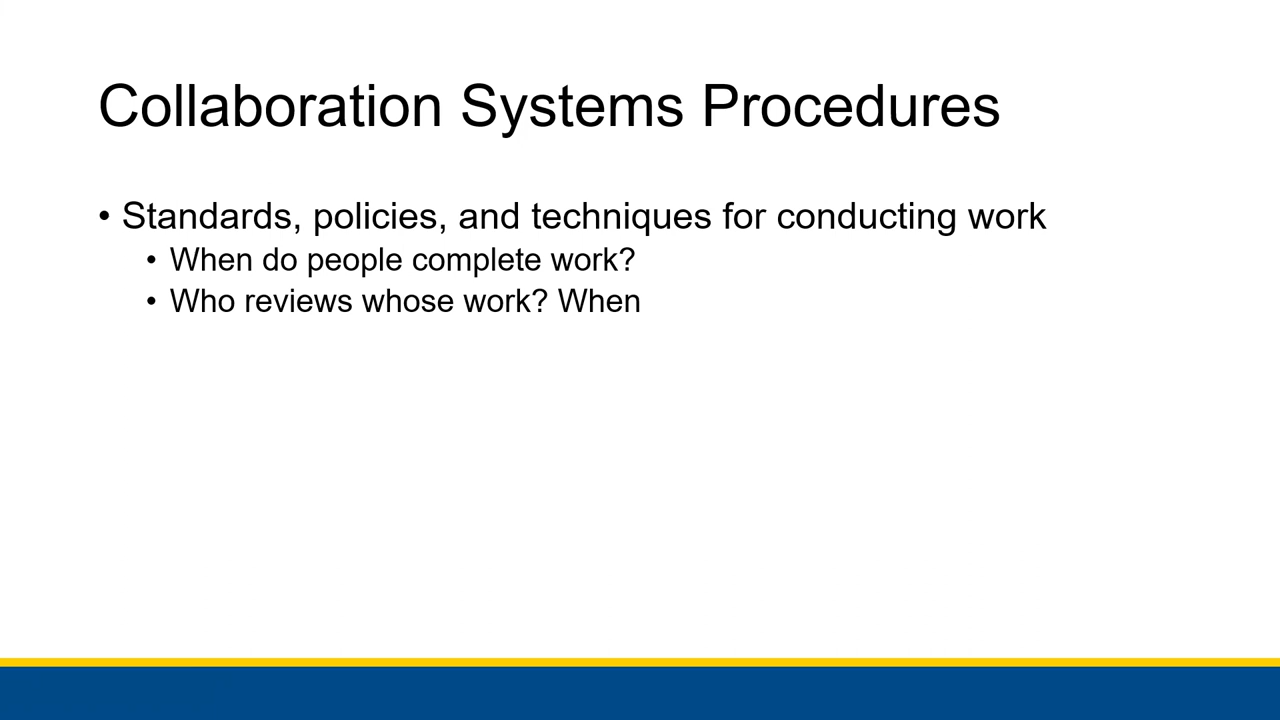 Collaboration Systems Procedures
• Standards, policies, and techniques for conducting work
• When do people complete work?
• Who reviews whose work? When